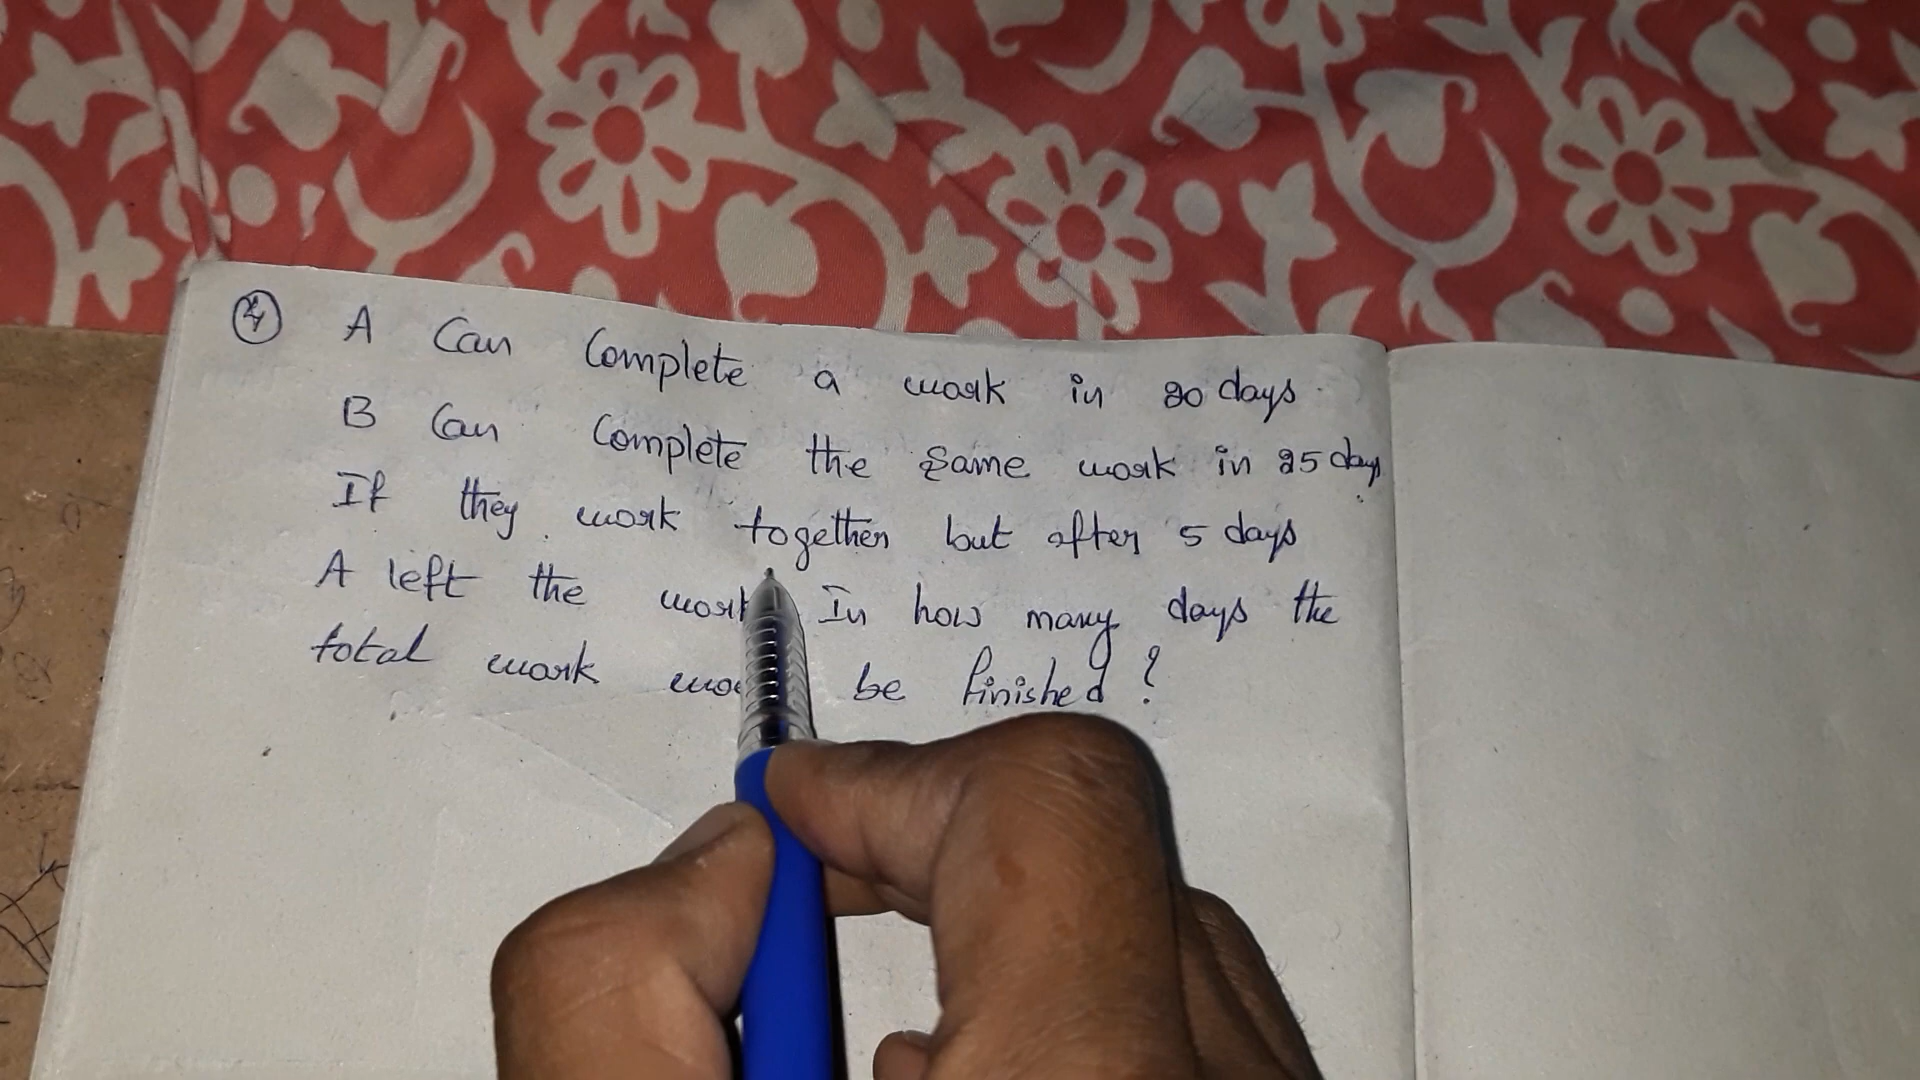 ④ A Can Complete a work in 20 days.
B Can Complete the same work in 25 days
If they work together but after 5 days
A left the work In how many days the
total work be finished?